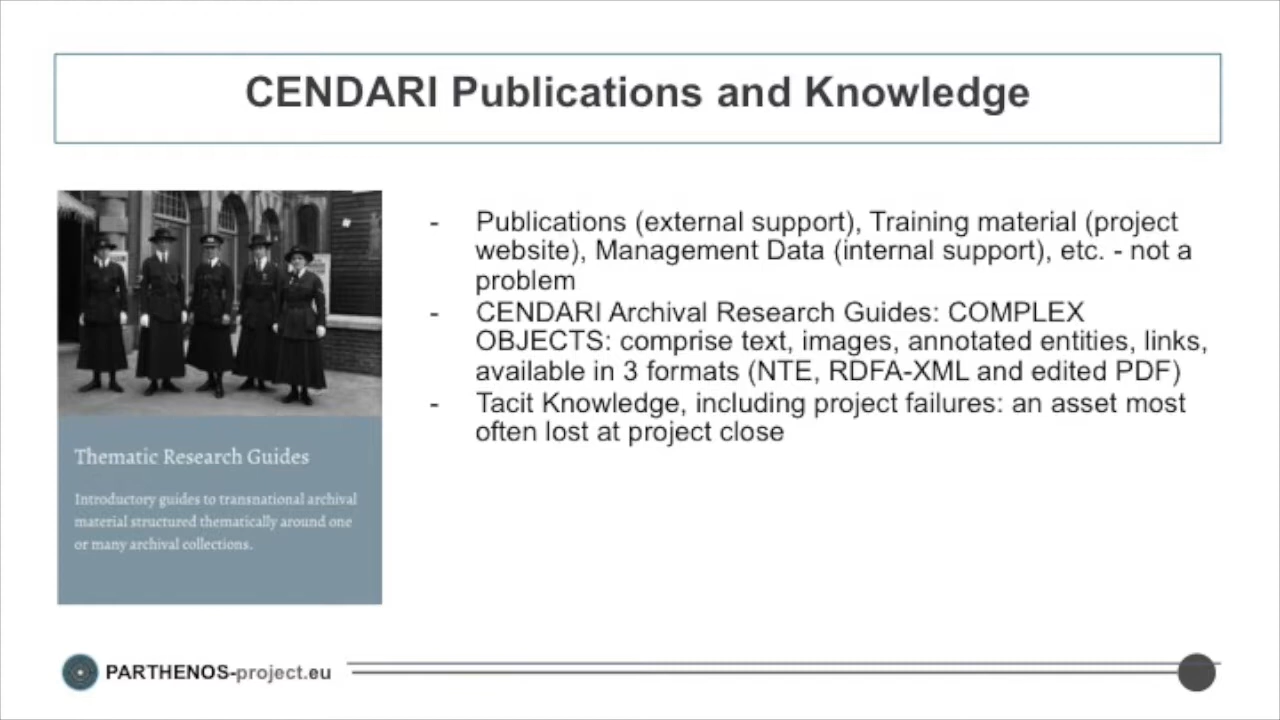 CENDARI Publications and Knowledge
- Publications (external support), Training material (project
website), Management Data (internal support), etc. - not a
problem
- CENDARI Archival Research Guides: COMPLEX
OBJECTS: comprise text, images, annotated entities, links,
available in 3 formats (NTE, RDFA-XML and edited PDF)
- Tacit Knowledge, including project failures: an asset most
often lost at project close
Thematic Research Guides
Introductory guides to transnational archival
material structured thematically around one
or many archival collections.
PARTHENOS-project.eu